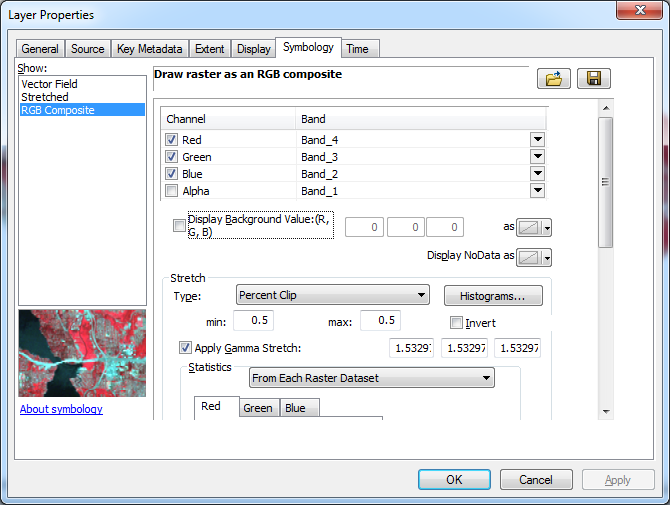 Layer Properties
General Source Key Metadata Extent Display Symbology Time
Show:
Vector Field
Stretched
RGB Composite
About symbology
Draw raster as an RGB composite
Channel Band
Red Band_4
Green Band_3
Blue Band_2
Alpha Band_1
Display Background Value:(R, G, B) 0 0 0 as
Display NoData as
Stretch
Type: Percent Clip Histograms...
min: 0.5 max: 0.5 Invert
Apply Gamma Stretch: 1.5329 1.53297 1.53297
Statistics
From Each Raster Dataset
Red Green Blue
OK Cancel Apply